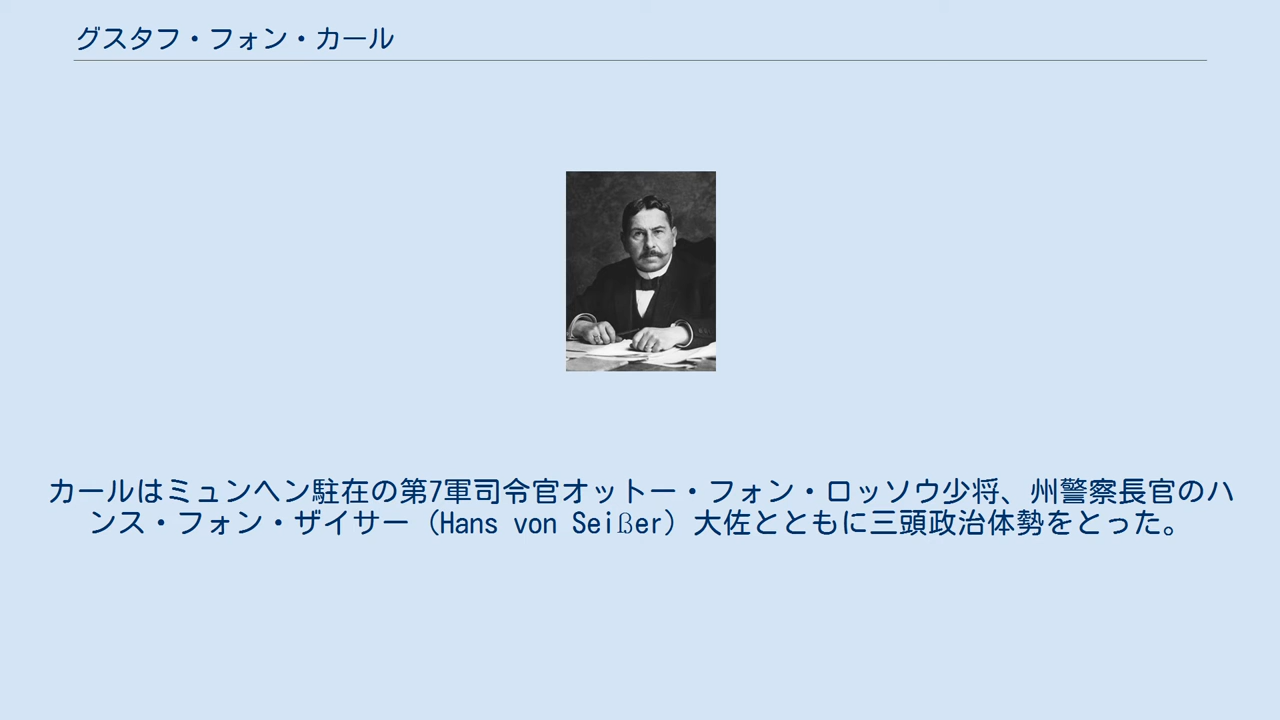 グスタフ・フォン・カール
カールはミュンヘン駐在の第7軍司令官オットー・フォン・ロッソウ少将、州警察長官のハ
ンス・フォン・ザイサー（Hans von Seißer）大佐とともに三頭政治体勢をとった。